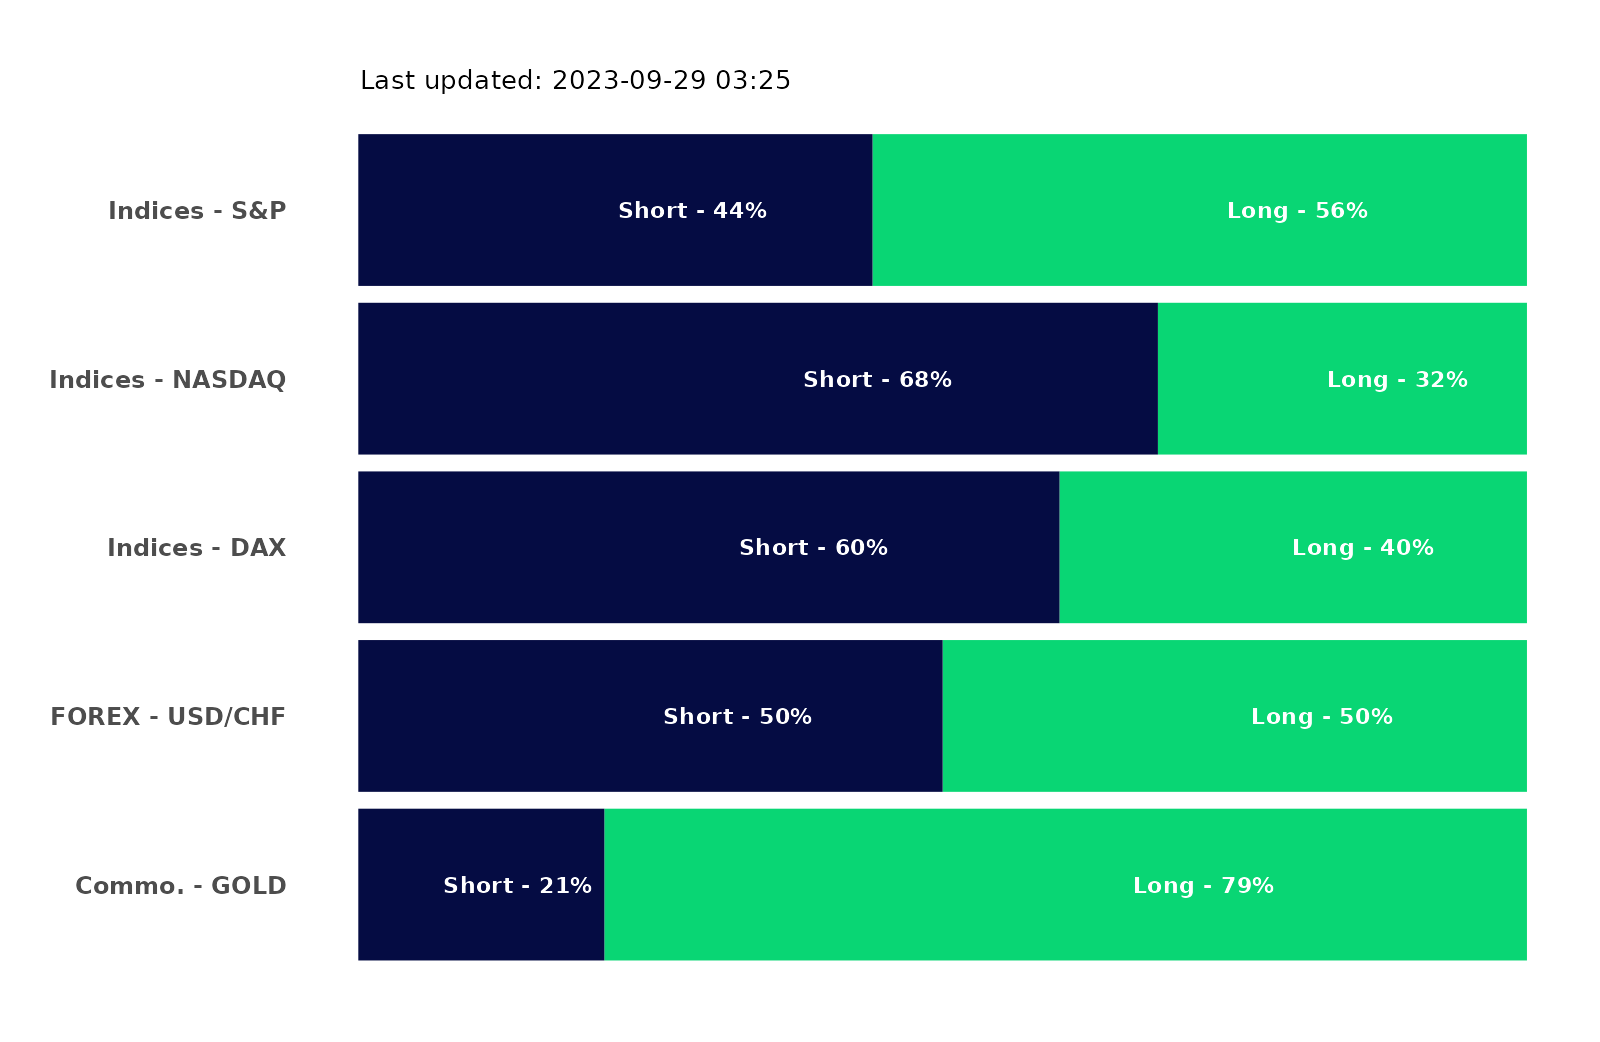 Last updated: 2023-09-29 03:25
Indices - S&P Short - 44% Long - 56%
Indices - NASDAQ Short - 68% Long - 32%
Indices - DAX Short - 60% Long - 40%
FOREX - USD/CHF Short - 50% Long - 50%
Commo. - GOLD Short - 21% Long - 79%